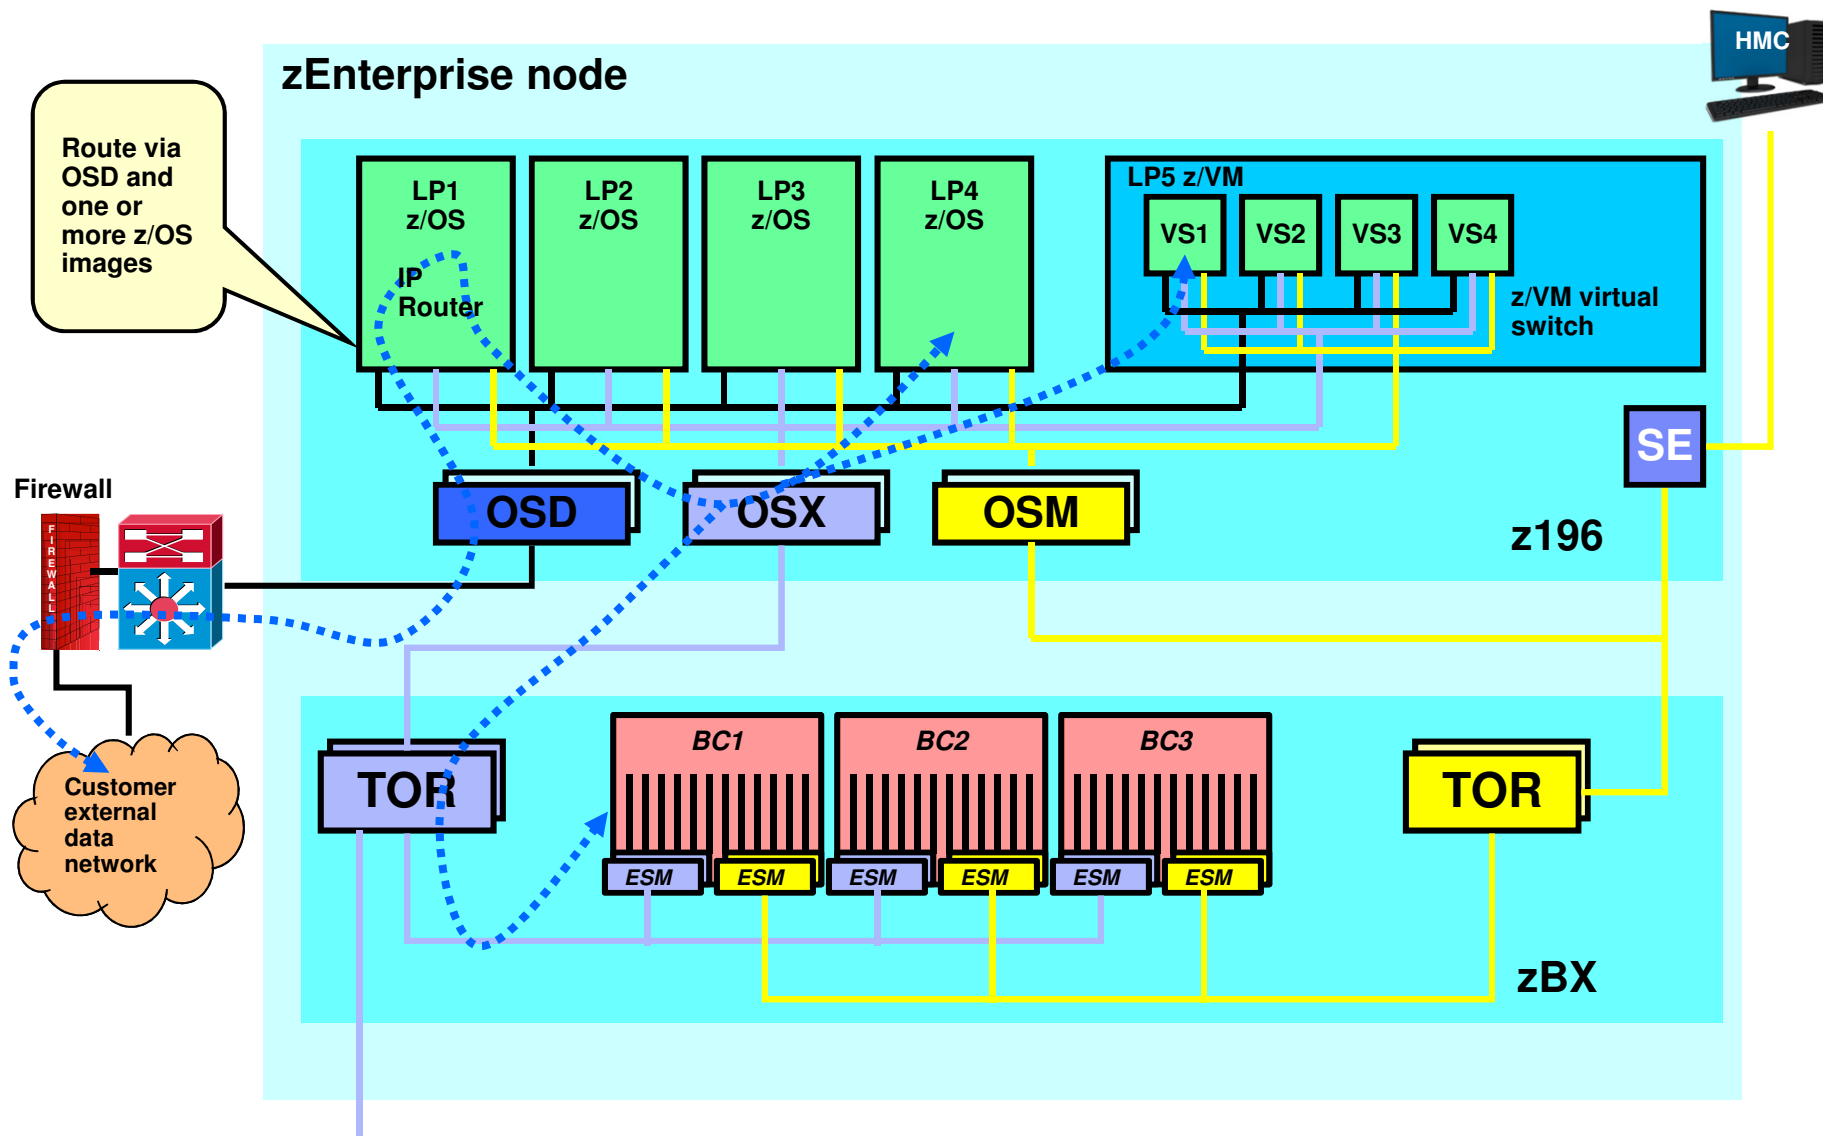 HMC
zEnterprise node
Route via
OSD and
one or
more z/OS
images
LP1
z/OS
IP
Router
LP2
z/OS
LP3
z/OS
LP4
z/OS
LP5 z/VM
VS1
VS2
VS3
VS4
z/VM virtual
switch
SE
Firewall
FIREWALL
OSD
OSX
OSM
z196
Customer
external
data
network
TOR
BC1
BC2
BC3
TOR
ESM
ESM
ESM
ESM
ESM
ESM
zBX